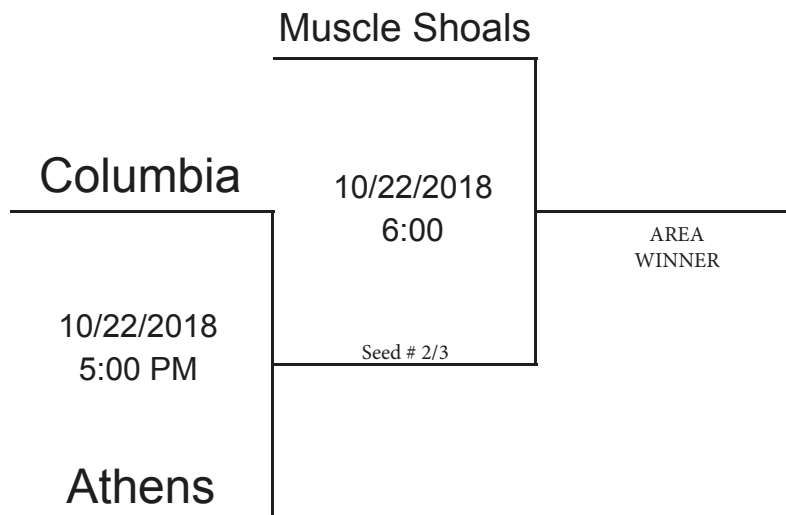 Muscle Shoals
Columbia
10/22/2018
6:00
AREA
WINNER
10/22/2018
5:00 PM
Seed # 2/3
Athens